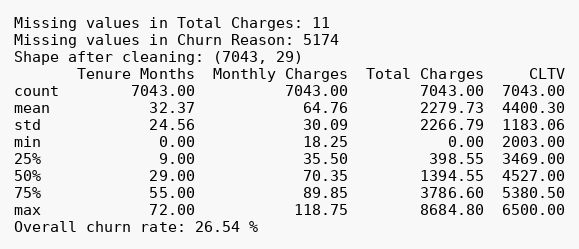 Missing values in Total Charges: 11
Missing values in Churn Reason: 5174
Shape after cleaning: (7043, 29)
       Tenure Months  Monthly Charges  Total Charges     CLTV
count        7043.00          7043.00        7043.00  7043.00
mean           32.37            64.76        2279.73  4400.30
std            24.56            30.09        2266.79  1183.06
min             0.00            18.25           0.00  2003.00
25%             9.00            35.50         398.55  3469.00
50%            29.00            70.35        1394.55  4527.00
75%            55.00            89.85        3786.60  5380.50
max            72.00           118.75        8684.80  6500.00
Overall churn rate: 26.54 %